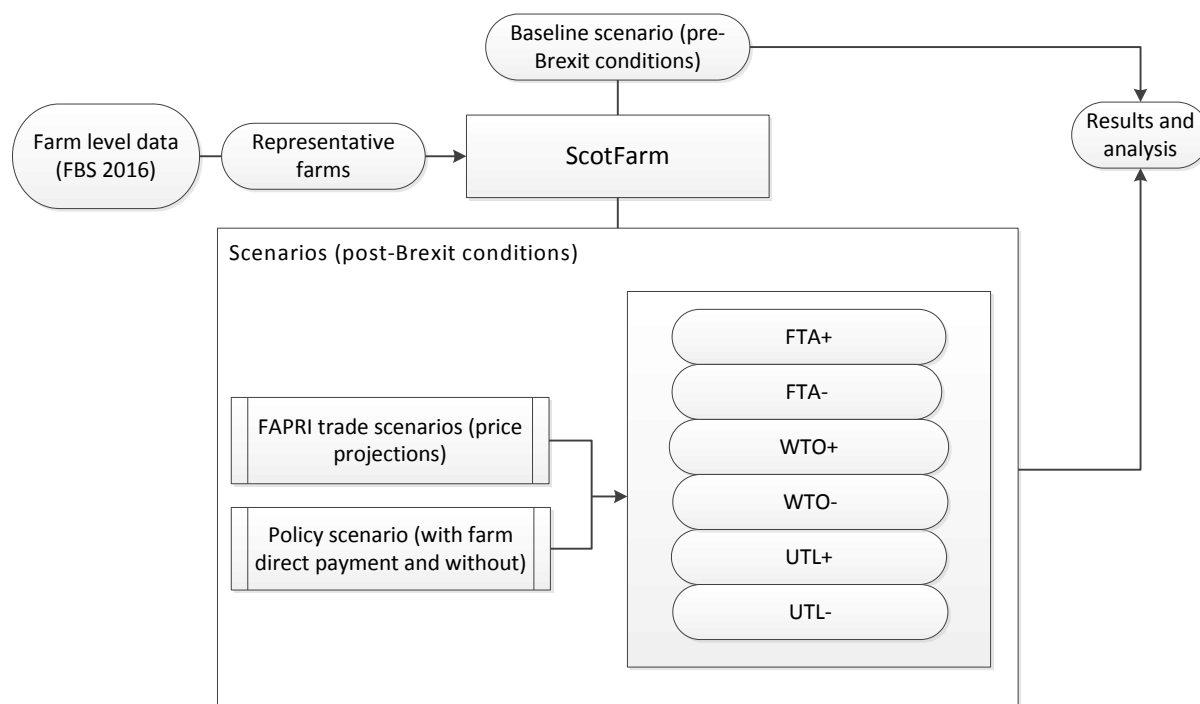 Baseline scenario (pre-
Brexit conditions)
Farm level data
(FBS 2016)
Representative
farms
ScotFarm
Results and
analysis
Scenarios (post-Brexit conditions)
FAPRI trade scenarios (price
projections)
Policy scenario (with farm
direct payment and without)
FTA+
FTA-
WTO+
WTO-
UTL+
UTL-